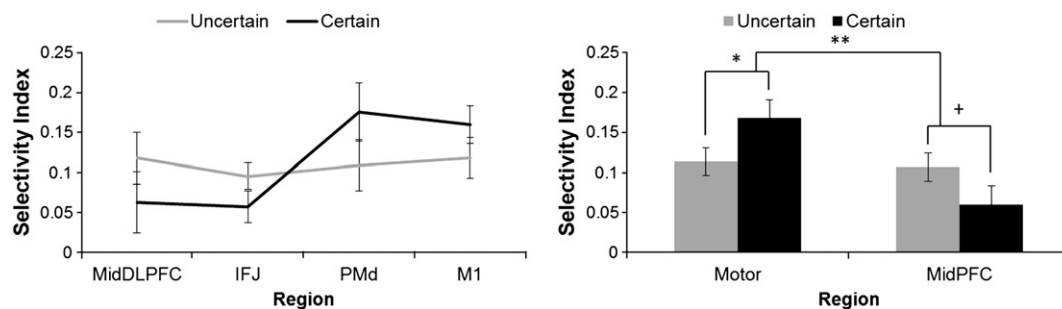 Uncertain Certain
Selectivity Index
0.25
0.2
0.15
0.1
0.05
0
MidDLPFC IFJ PMd M1
Region
Uncertain Certain
Selectivity Index
0.25
0.2
0.15
0.1
0.05
0
*
**
+
Motor MidPFC
Region